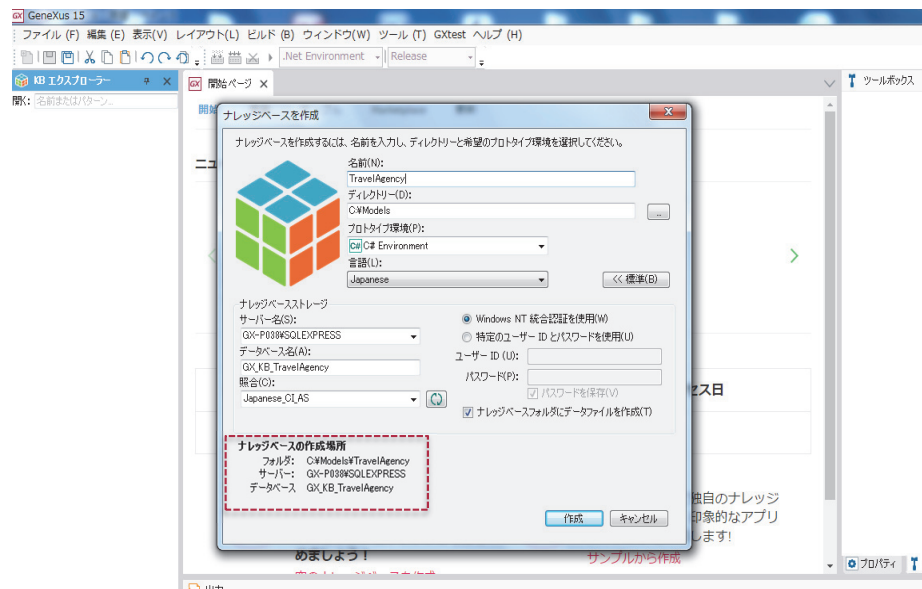 GeneXus 15
ファイル (F) 編集 (E) 表示(V) レイアウト(L) ビルド (B) ウィンドウ(W) ツール (T) GXtest ヘルプ (H)
.Net Environment Release
KB エクスプローラー
開始ページ
ツールボックス
開く: 名前またはパターン...
ナレッジベースを作成
ナレッジベースを作成するには、名前を入力し、ディレクトリーと希望のプロトタイプ環境を選択してください。
名前(N):
TravelAgency
ディレクトリー(D):
C:¥Models
..
プロトタイプ環境(P):
C# C# Environment
言語(L):
Japanese
<< 標準(B)
ナレッジベースストレージ
サーバー名(S):
GX-P038¥SQLEXPRESS
データベース名(A):
GX_KB_TravelAgency
照合(C):
Japanese_CI_AS
Windows NT 統合認証を使用(W)
特定のユーザー ID とパスワードを使用(U)
ユーザー ID (U):
パスワード(P):
パスワードを保存(V)
ナレッジベースフォルダにデータファイルを作成(T)
セス日
ナレッジベースの作成場所
フォルダ: C:¥Models¥TravelAgency
サーバー: GX-P038¥SQLEXPRESS
データベース GX_KB_TravelAgency
作成 キャンセル
独自のナレッジ
印象的なアプリ
します!
めましょう！
サンプルから作成
プロパティ